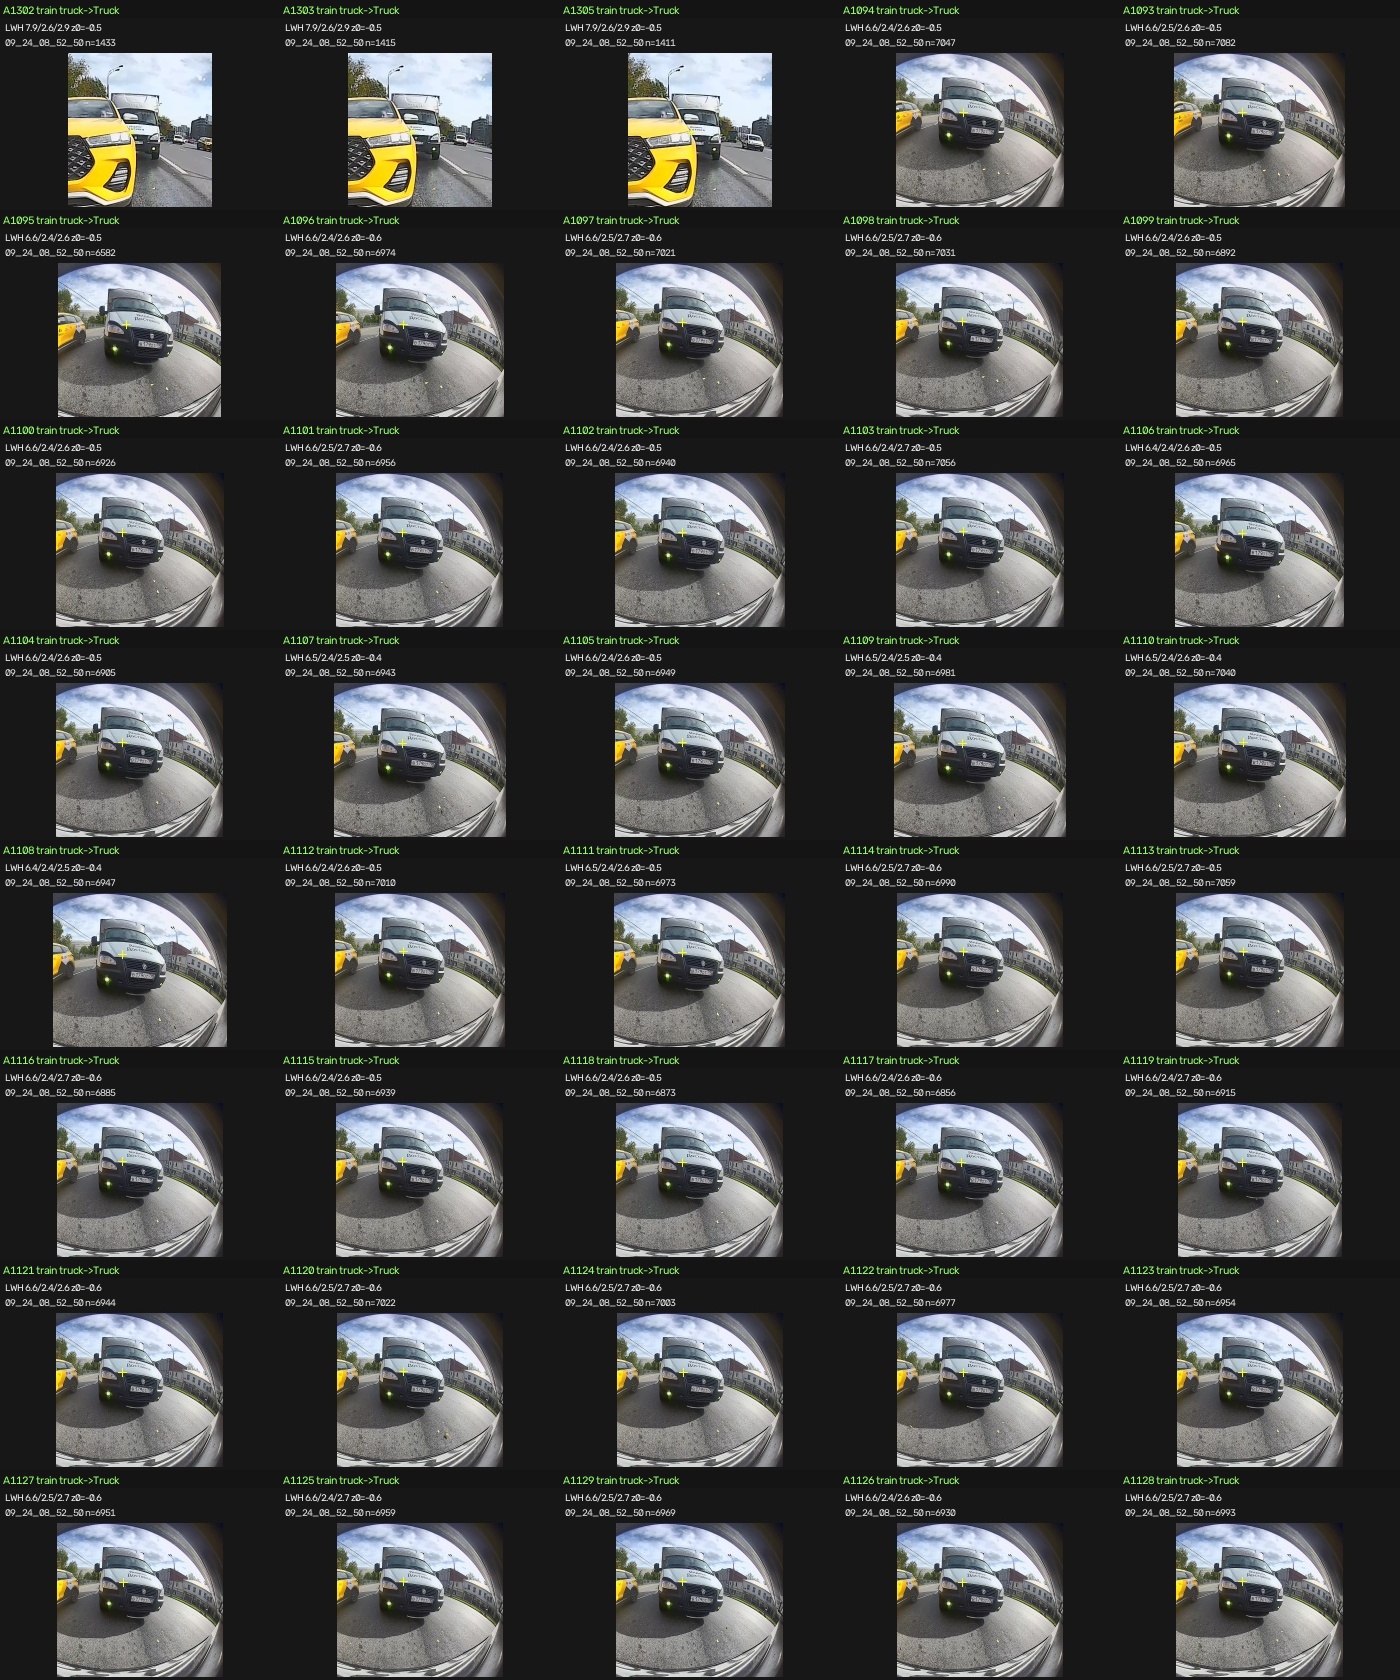 A1302 train truck->Truck
LWH 7.9/2.6/2.9 z0=-0.5
09_24_08_52_50 n=1433
A1303 train truck->Truck
LWH 7.9/2.6/2.9 z0=-0.5
09_24_08_52_50 n=1415
A1305 train truck->Truck
LWH 7.9/2.6/2.9 z0=-0.5
09_24_08_52_50 n=1411
A1094 train truck->Truck
LWH 6.6/2.4/2.6 z0=-0.5
09_24_08_52_50 n=7047
A1093 train truck->Truck
LWH 6.6/2.5/2.6 z0=-0.5
09_24_08_52_50 n=7082
A1095 train truck->Truck
LWH 6.6/2.4/2.6 z0=-0.5
09_24_08_52_50 n=6582
A1096 train truck->Truck
LWH 6.6/2.4/2.6 z0=-0.6
09_24_08_52_50 n=6974
A1097 train truck->Truck
LWH 6.6/2.5/2.7 z0=-0.6
09_24_08_52_50 n=7021
A1098 train truck->Truck
LWH 6.6/2.5/2.7 z0=-0.6
09_24_08_52_50 n=7031
A1099 train truck->Truck
LWH 6.6/2.4/2.6 z0=-0.5
09_24_08_52_50 n=6892
A1100 train truck->Truck
LWH 6.6/2.4/2.6 z0=-0.5
09_24_08_52_50 n=6926
A1101 train truck->Truck
LWH 6.6/2.5/2.7 z0=-0.6
09_24_08_52_50 n=6956
A1102 train truck->Truck
LWH 6.6/2.4/2.6 z0=-0.5
09_24_08_52_50 n=6940
A1103 train truck->Truck
LWH 6.6/2.4/2.7 z0=-0.5
09_24_08_52_50 n=7056
A1106 train truck->Truck
LWH 6.4/2.4/2.6 z0=-0.5
09_24_08_52_50 n=6965
A1104 train truck->Truck
LWH 6.6/2.4/2.6 z0=-0.5
09_24_08_52_50 n=6905
A1107 train truck->Truck
LWH 6.5/2.4/2.5 z0=-0.4
09_24_08_52_50 n=6943
A1105 train truck->Truck
LWH 6.6/2.4/2.6 z0=-0.5
09_24_08_52_50 n=6949
A1109 train truck->Truck
LWH 6.5/2.4/2.5 z0=-0.4
09_24_08_52_50 n=6981
A1110 train truck->Truck
LWH 6.5/2.4/2.6 z0=-0.4
09_24_08_52_50 n=7040
A1108 train truck->Truck
LWH 6.4/2.4/2.5 z0=-0.4
09_24_08_52_50 n=6947
A1112 train truck->Truck
LWH 6.6/2.4/2.6 z0=-0.5
09_24_08_52_50 n=7010
A1111 train truck->Truck
LWH 6.5/2.4/2.6 z0=-0.5
09_24_08_52_50 n=6973
A1114 train truck->Truck
LWH 6.6/2.5/2.7 z0=-0.6
09_24_08_52_50 n=6990
A1113 train truck->Truck
LWH 6.6/2.5/2.7 z0=-0.5
09_24_08_52_50 n=7059
A1116 train truck->Truck
LWH 6.6/2.4/2.7 z0=-0.6
09_24_08_52_50 n=6885
A1115 train truck->Truck
LWH 6.6/2.4/2.6 z0=-0.5
09_24_08_52_50 n=6939
A1118 train truck->Truck
LWH 6.6/2.4/2.6 z0=-0.5
09_24_08_52_50 n=6873
A1117 train truck->Truck
LWH 6.6/2.4/2.6 z0=-0.6
09_24_08_52_50 n=6856
A1119 train truck->Truck
LWH 6.6/2.4/2.7 z0=-0.6
09_24_08_52_50 n=6915
A1121 train truck->Truck
LWH 6.6/2.4/2.6 z0=-0.6
09_24_08_52_50 n=6944
A1120 train truck->Truck
LWH 6.6/2.5/2.7 z0=-0.6
09_24_08_52_50 n=7022
A1124 train truck->Truck
LWH 6.6/2.5/2.7 z0=-0.6
09_24_08_52_50 n=7003
A1122 train truck->Truck
LWH 6.6/2.5/2.7 z0=-0.6
09_24_08_52_50 n=6977
A1123 train truck->Truck
LWH 6.6/2.5/2.7 z0=-0.6
09_24_08_52_50 n=6954
A1127 train truck->Truck
LWH 6.6/2.5/2.7 z0=-0.6
09_24_08_52_50 n=6951
A1125 train truck->Truck
LWH 6.6/2.4/2.7 z0=-0.6
09_24_08_52_50 n=6959
A1129 train truck->Truck
LWH 6.6/2.5/2.7 z0=-0.6
09_24_08_52_50 n=6969
A1126 train truck->Truck
LWH 6.6/2.4/2.6 z0=-0.6
09_24_08_52_50 n=6930
A1128 train truck->Truck
LWH 6.6/2.5/2.7 z0=-0.6
09_24_08_52_50 n=6993